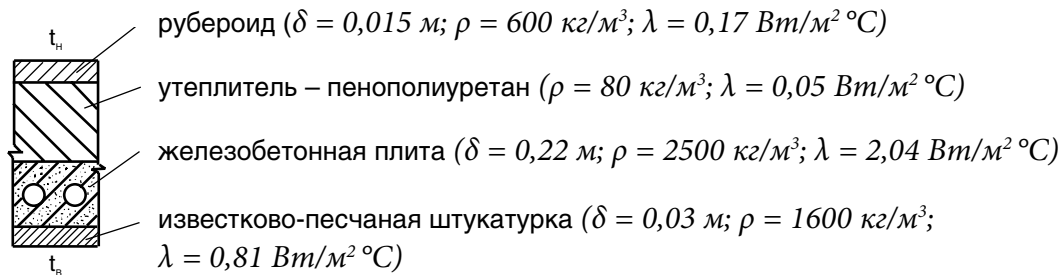 рубероид (δ = 0,015 м; ρ = 600 кг/м³; λ = 0,17 Вт/м² °С)
tн
утеплитель – пенополиуретан (ρ = 80 кг/м³; λ = 0,05 Вт/м² °С)
железобетонная плита (δ = 0,22 м; ρ = 2500 кг/м³; λ = 2,04 Вт/м² °С)
известково-песчаная штукатурка (δ = 0,03 м; ρ = 1600 кг/м³;
λ = 0,81 Вт/м² °С)
tв